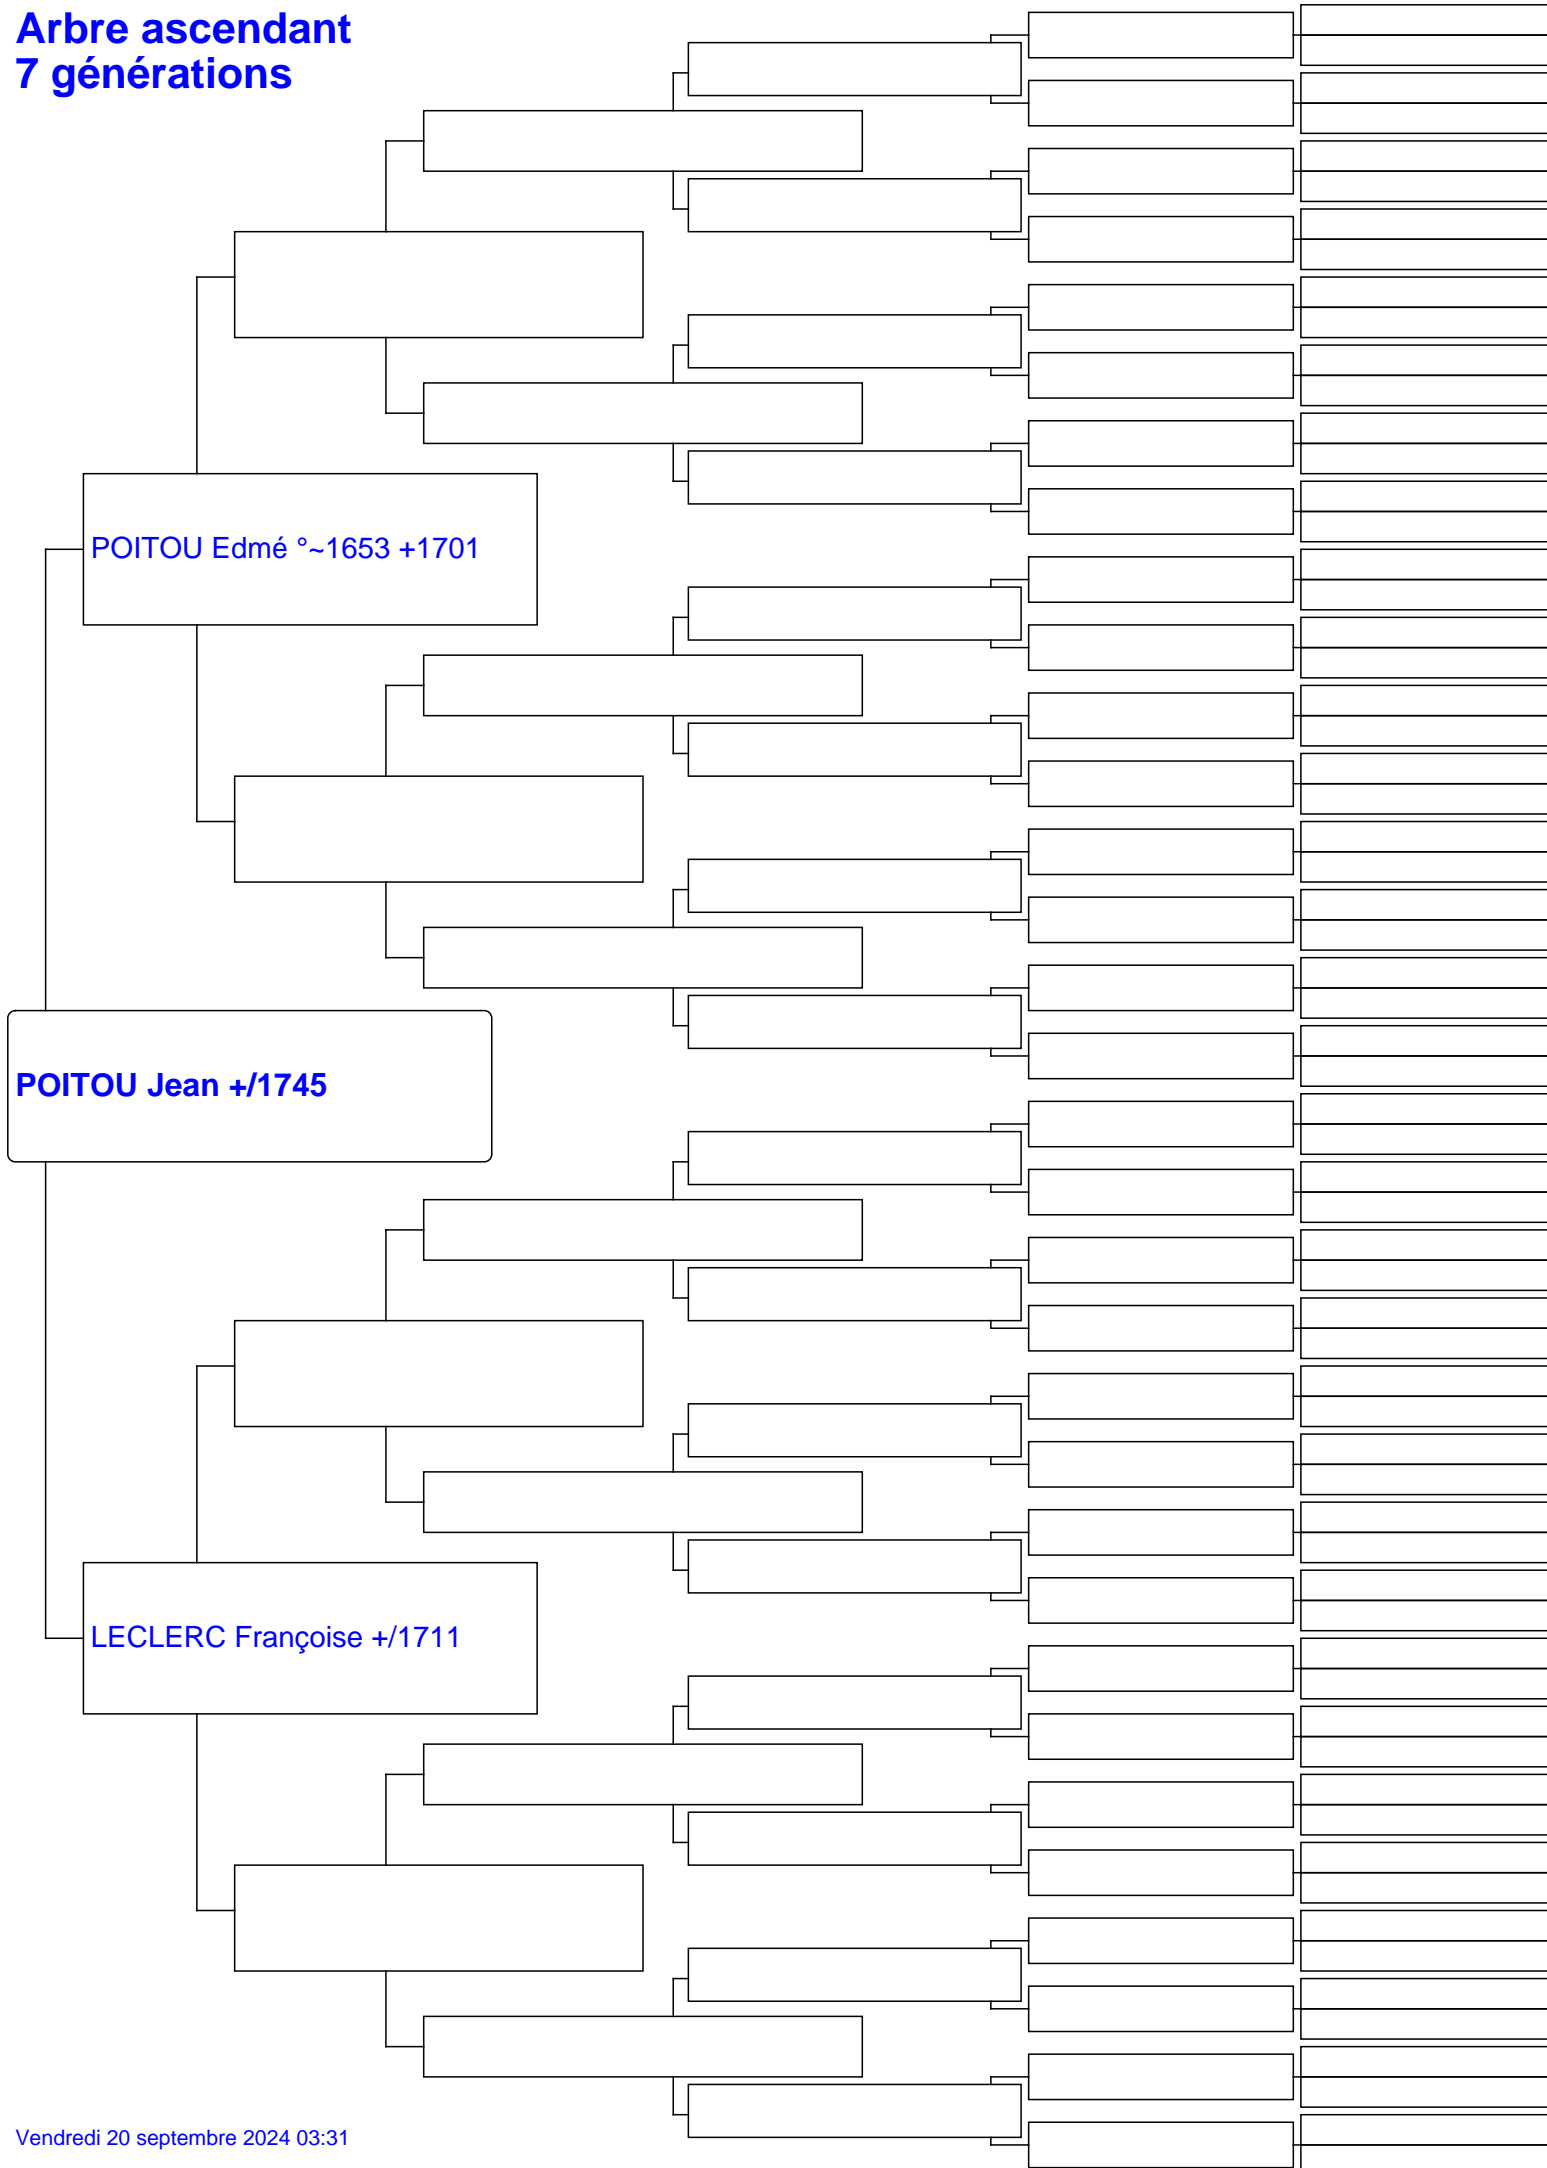 Arbre ascendant
7 générations
POITOU Edmé °~1653 +1701
POITOU Jean +/1745
LECLERC Françoise +/1711
Vendredi 20 septembre 2024 03:31